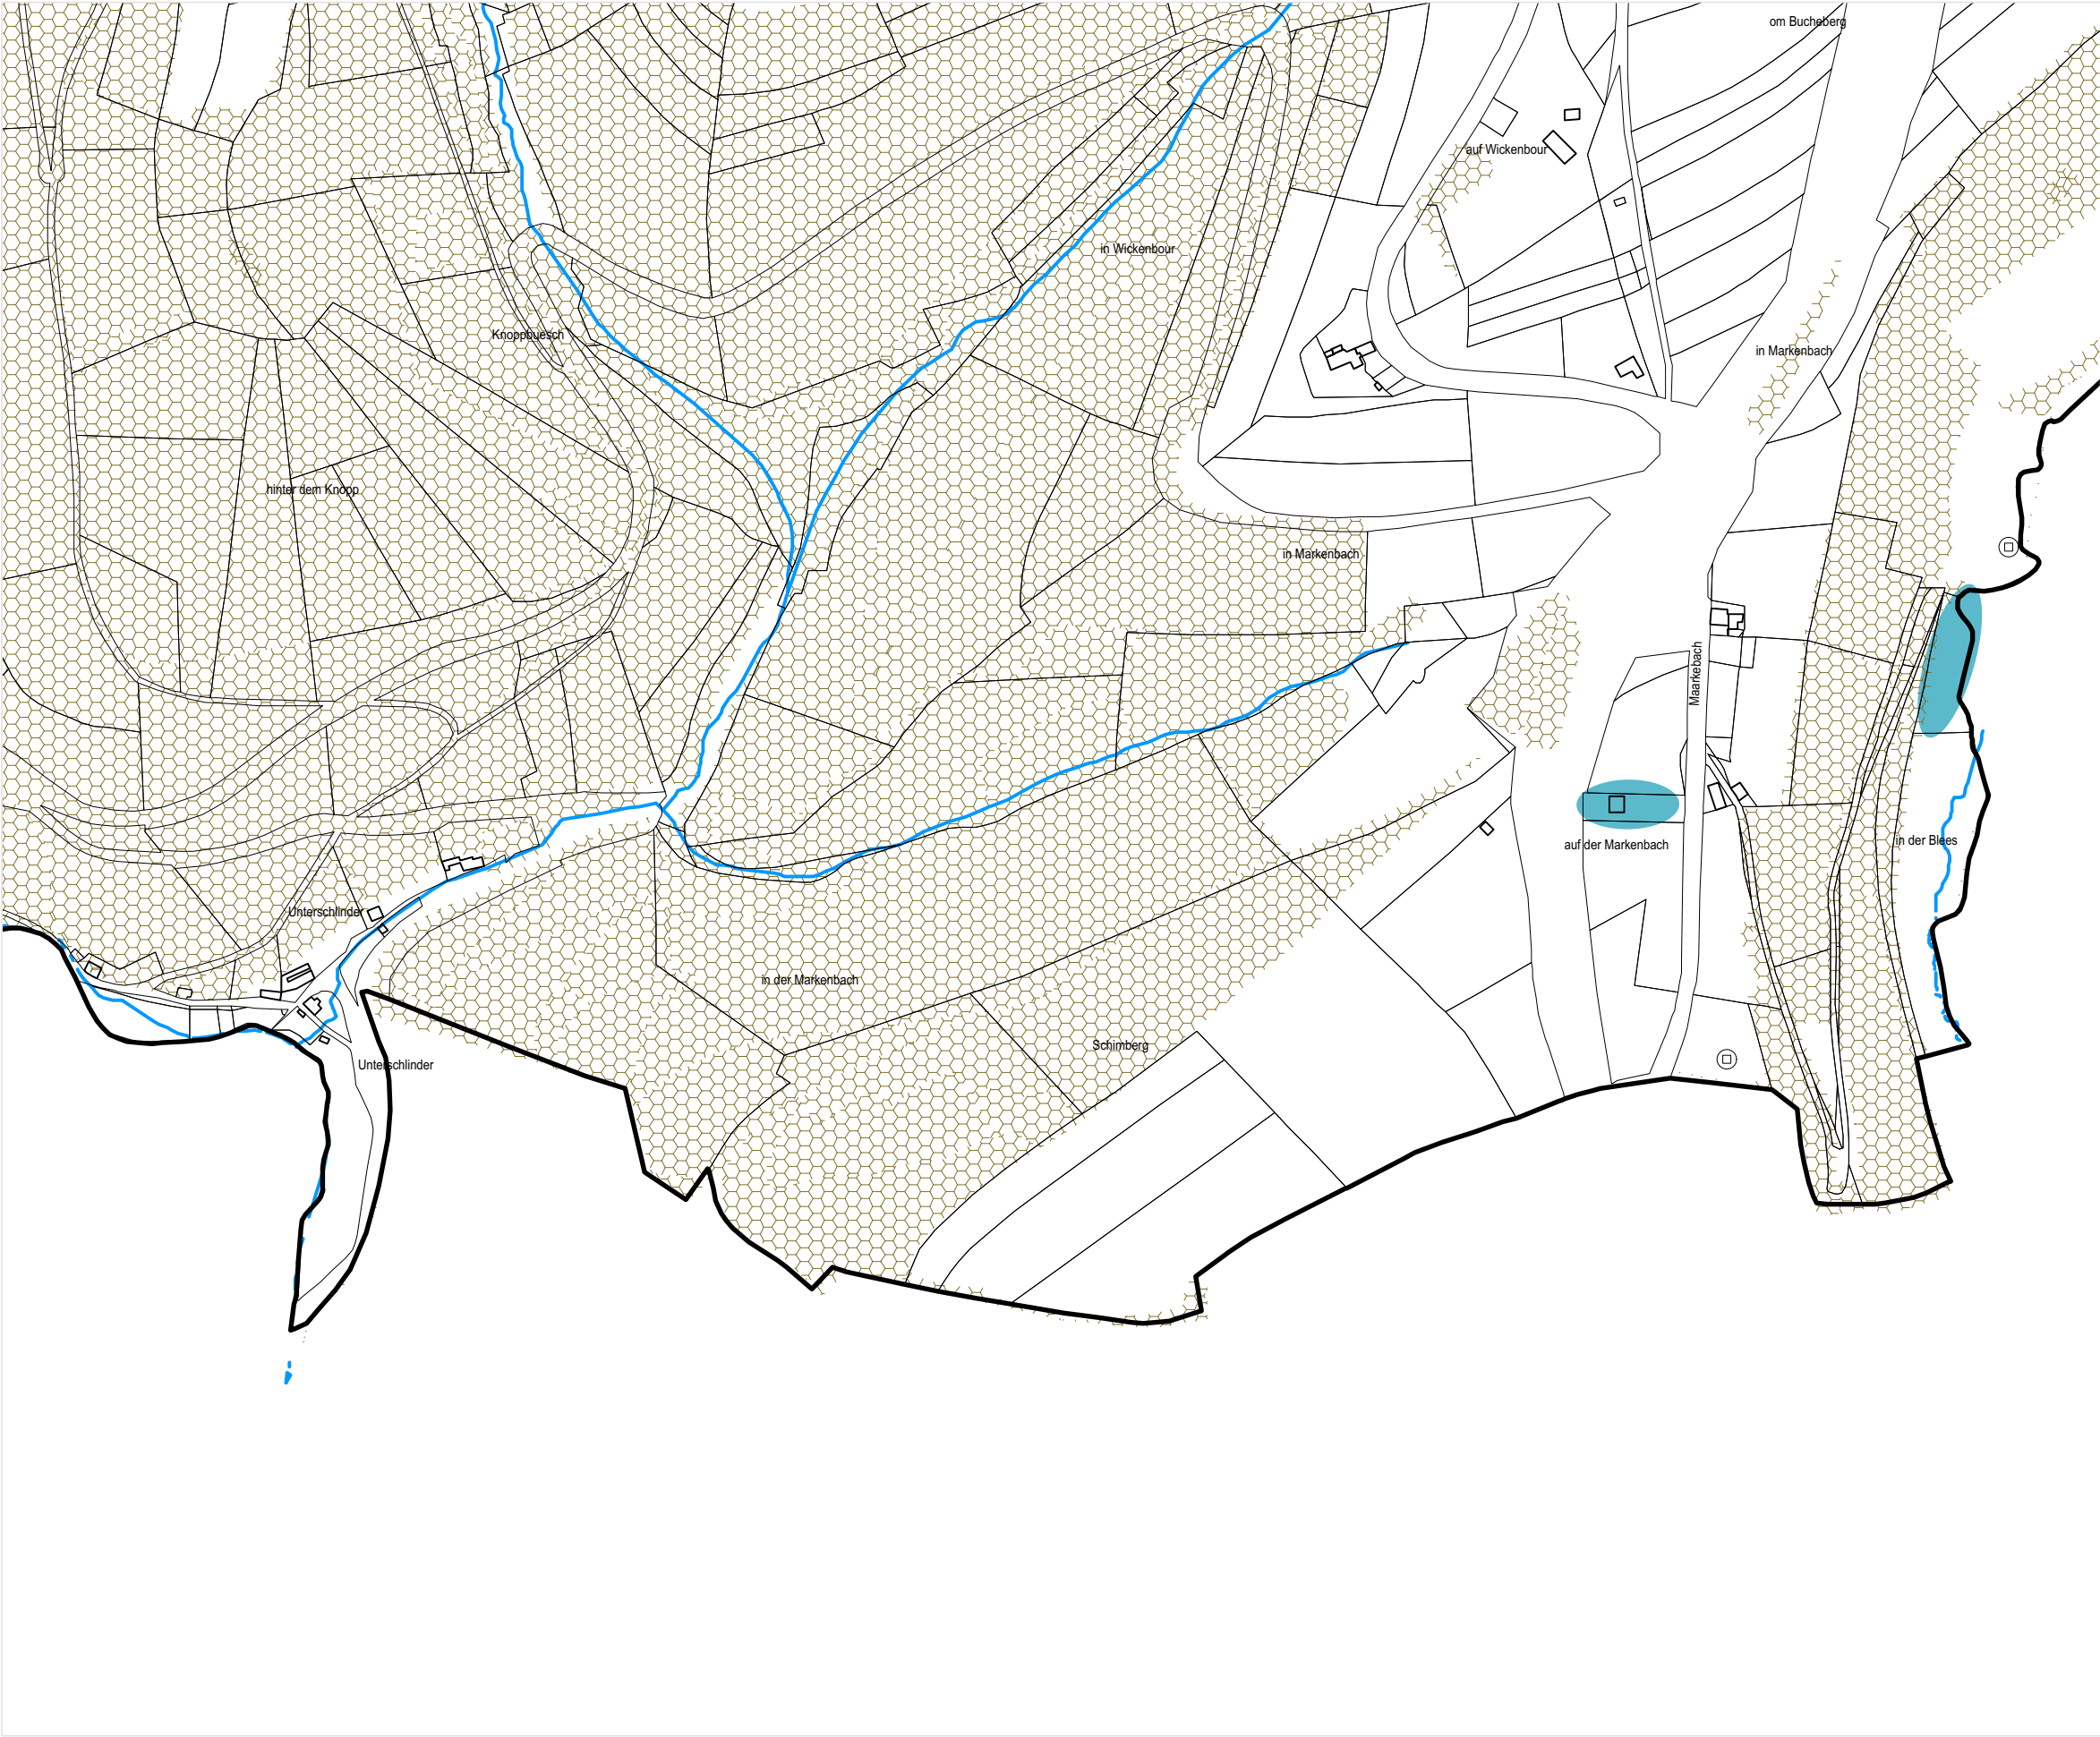 om Bucheberg
auf Wickenbour
in Wickenbour
Knoppbuesch
in Markenbach
hinter dem Knopp
in Markenbach
Maarkebach
auf der Markenbach
in der Blees
Unterschlinder
in der Markenbach
Schimberg
Unterschlinder